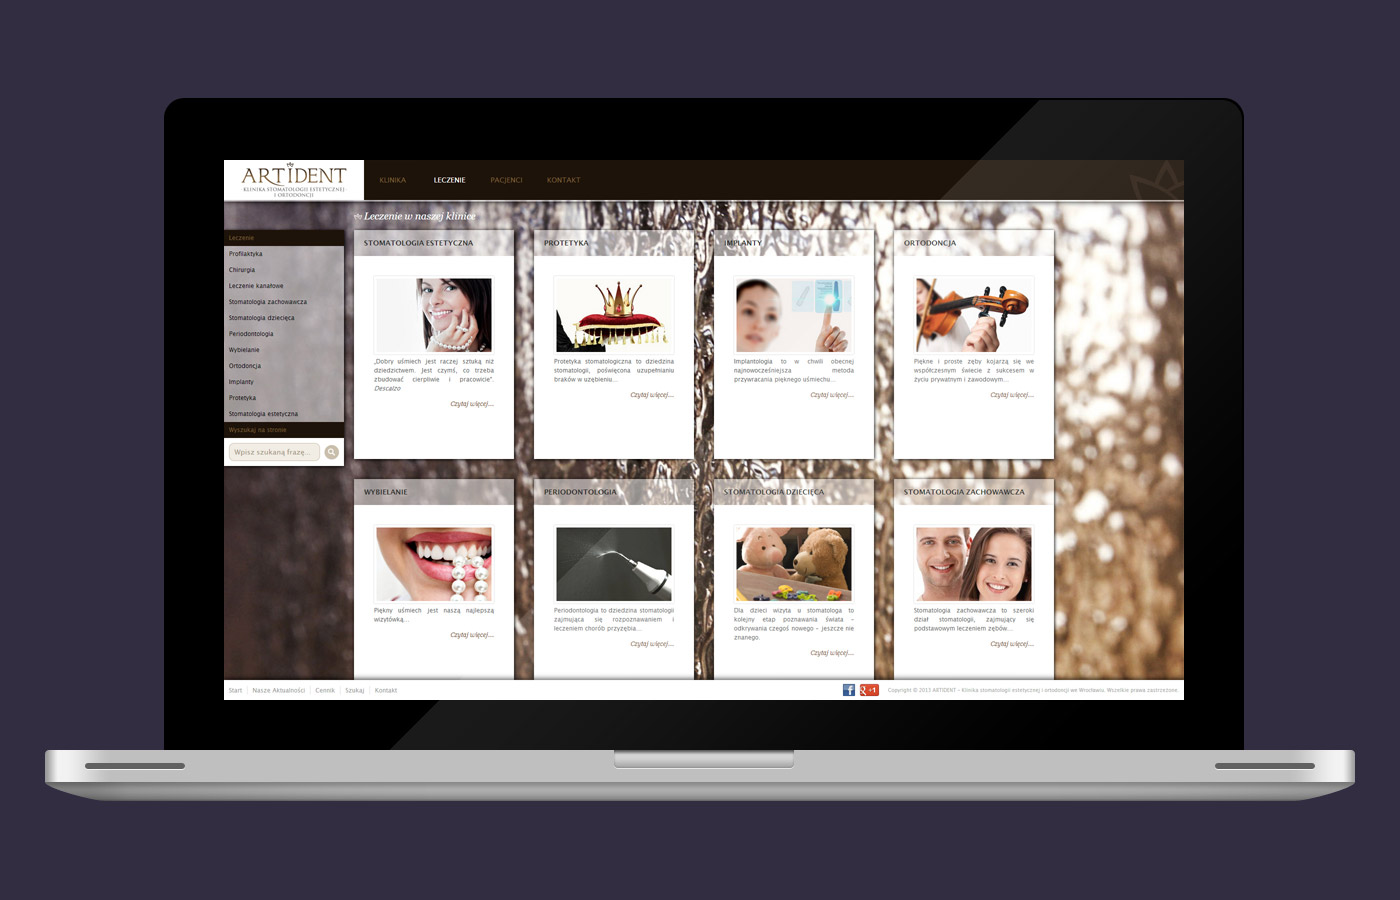 ARTIDENT
KLINIKA STOMATOLOGII ESTETYCZNEJ
I ORTODONCJI
KLINIKA
LECZENIE
PACJENCI
KONTAKT
Leczenie w naszej klinice
Leczenie
Profilaktyka
Chirurgia
Leczenie kanałowe
Stomatologia zachowawcza
Stomatologia dziecięca
Periodontologia
Wybielanie
Ortodoncja
Implanty
Protetyka
Stomatologia estetyczna
Wyszukaj na stronie
Wpisz szukaną frazę...
STOMATOLOGIA ESTETYCZNA
„Dobry uśmiech jest raczej sztuką niż
dziedzictwem. Jest czymś, co trzeba
zbudować cierpliwie i pracowicie".
Descalzo
Czytaj więcej...
PROTETYKA
Protetyka stomatologiczna to dziedzina
stomatologii, poświęcona uzupełnianiu
braków w uzębieniu...
Czytaj więcej...
IMPLANTY
Implantologia to w chwili obecnej
najnowocześniejsza metoda
przywracania pięknego uśmiechu...
Czytaj więcej...
ORTODONCJA
Piękne i proste zęby kojarzą się we
współczesnym świecie z sukcesem w
życiu prywatnym i zawodowym...
Czytaj więcej...
WYBIELANIE
Piękny uśmiech jest naszą najlepszą
wizytówką...
Czytaj więcej...
PERIODONTOLOGIA
Periodontologia to dziedzina stomatologii
zajmująca się rozpoznawaniem i
leczeniem chorób przyzębia...
Czytaj więcej...
STOMATOLOGIA DZIECIĘCA
Dla dzieci wizyta u stomatologa to
kolejny etap poznawania świata –
odkrywania czegoś nowego – jeszcze nie
znanego.
Czytaj więcej...
STOMATOLOGIA ZACHOWAWCZA
Stomatologia zachowawcza to szeroki
dział stomatologii, zajmujący się
podstawowym leczeniem zębów...
Czytaj więcej...
Start
Nasze Aktualności
Cennik
Szukaj
Kontakt
f
g +1
Copyright © 2013 ARTIDENT – Klinika stomatologii estetycznej i ortodoncji we Wrocławiu. Wszelkie prawa zastrzeżone.